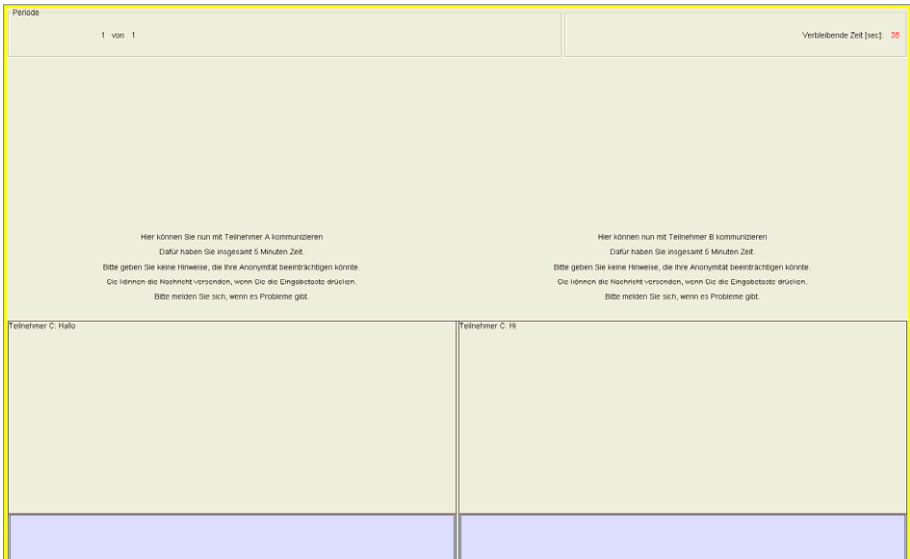 Periode
1 von 1
Verbleibende Zeit [sec]: 35
Hier können Sie nun mit Teilnehmer A kommunizieren
Dafür haben Sie insgesamt 5 Minuten Zeit.
Bitte geben Sie keine Hinweise, die Ihre Anonymität beeinträchtigen könnte.
Sie können die Nachricht versenden, wenn Sie die Eingabetaste drücken.
Bitte melden Sie sich, wenn es Probleme gibt.
Hier können nun mit Teilnehmer B kommunizieren
Dafür haben Sie insgesamt 5 Minuten Zeit.
Bitte geben Sie keine Hinweise, die Ihre Anonymität beeinträchtigen könnte.
Sie können die Nachricht versenden, wenn Sie die Eingabetaste drücken.
Bitte melden Sie sich, wenn es Probleme gibt.
Teilnehmer C: Hallo
Teilnehmer C: Hi